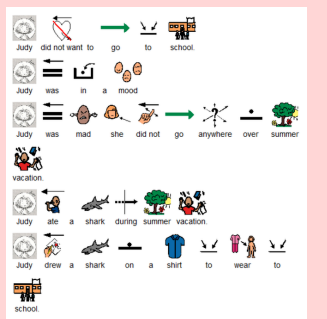 Judy did not want to go to school.
Judy was in a mood
Judy was mad she did not go anywhere over summer
vacation.
Judy ate a shark during summer vacation.
Judy drew a shark on a shirt to wear to
school.